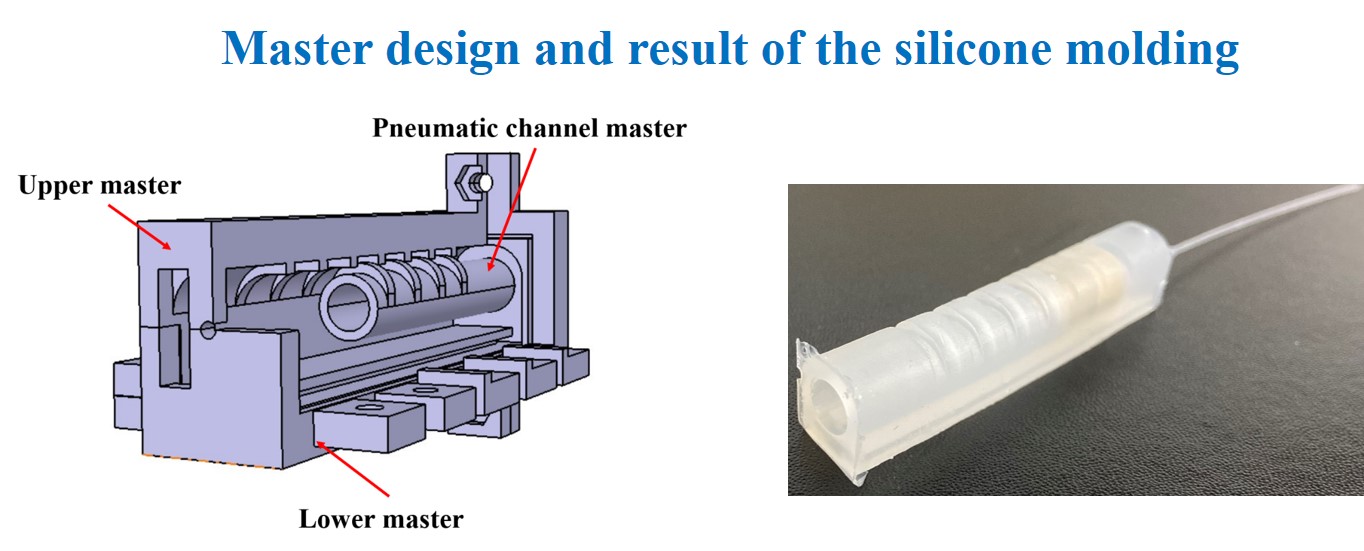 Master design and result of the silicone molding
Pneumatic channel master
Upper master
Lower master